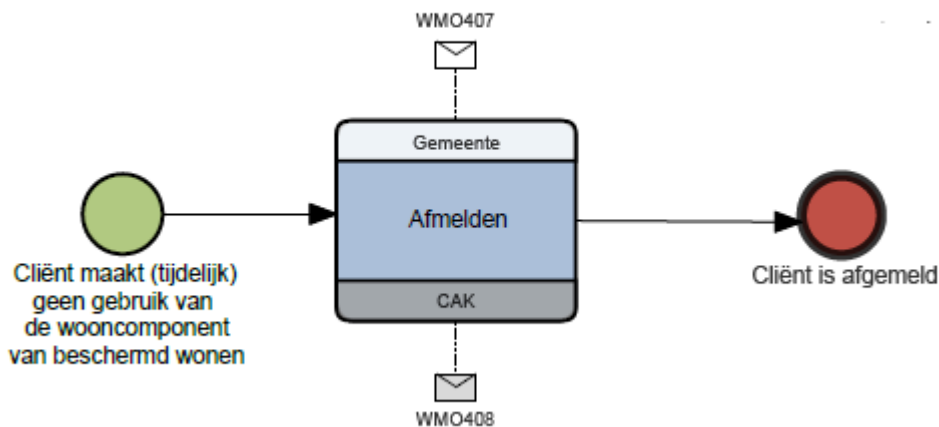 WMO407
Gemeente
Afmelden
CAK
WMO408
Cliënt maakt (tijdelijk)
geen gebruik van
de wooncomponent
van beschermd wonen
Cliënt is afgemeld